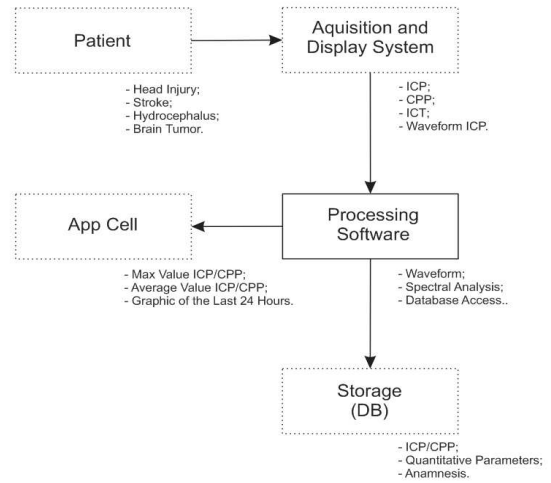 Patient
Aquisition and
Display System
- Head Injury;
- Stroke;
- Hydrocephalus;
- Brain Tumor.
- ICP;
- CPP;
- ICT;
- Waveform ICP.
App Cell
Processing
Software
- Max Value ICP/CPP;
- Average Value ICP/CPP;
- Graphic of the Last 24 Hours.
- Waveform;
- Spectral Analysis;
- Database Access..
Storage
(DB)
- ICP/CPP;
- Quantitative Parameters;
- Anamnesis.